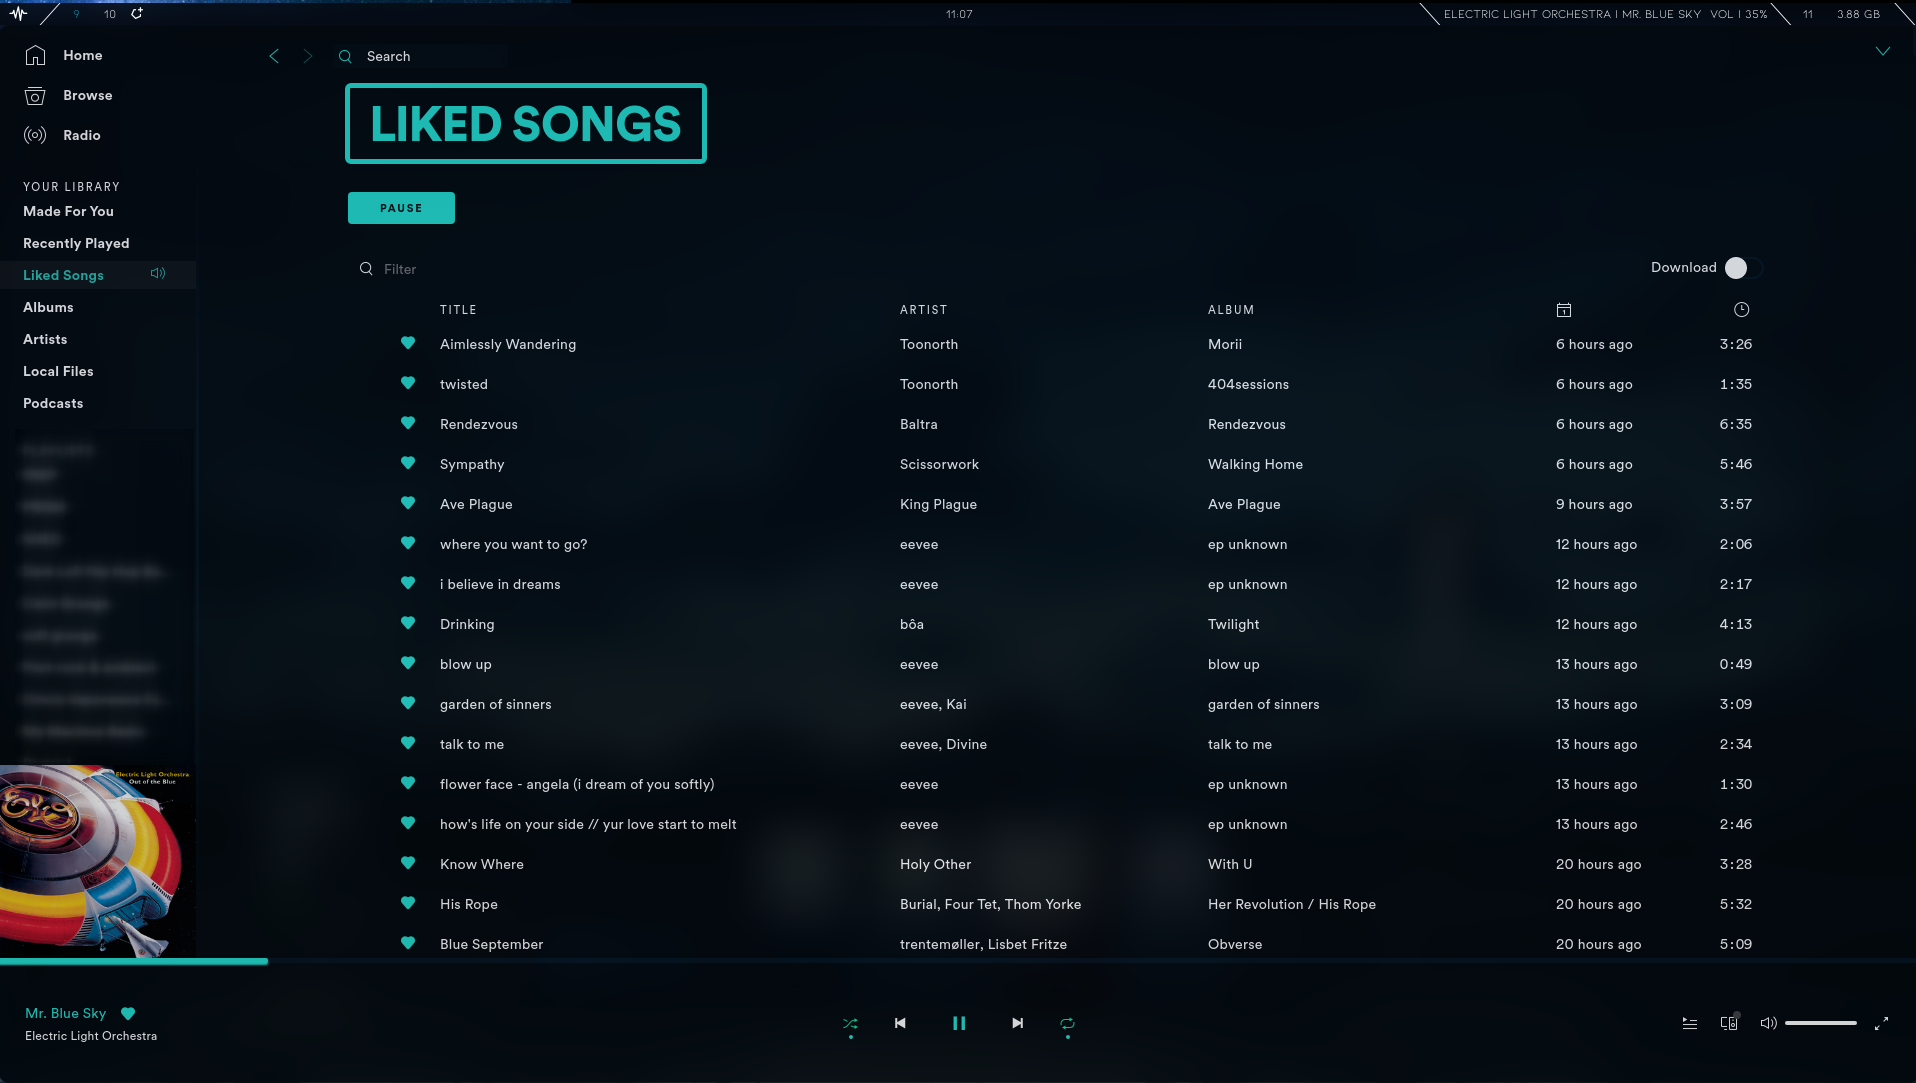 9 10 11:07 ELECTRIC LIGHT ORCHESTRA | MR. BLUE SKY VOL | 35% 11 3.88 GB
Home
Browse
Radio
YOUR LIBRARY
Made For You
Recently Played
Liked Songs
Albums
Artists
Local Files
Podcasts
Electric Light Orchestra
Out of the Blue
Search
LIKED SONGS
PAUSE
Filter Download
TITLE ARTIST ALBUM
Aimlessly Wandering Toonorth Morii 6 hours ago 3:26
twisted Toonorth 404sessions 6 hours ago 1:35
Rendezvous Baltra Rendezvous 6 hours ago 6:35
Sympathy Scissorwork Walking Home 6 hours ago 5:46
Ave Plague King Plague Ave Plague 9 hours ago 3:57
where you want to go? eevee ep unknown 12 hours ago 2:06
i believe in dreams eevee ep unknown 12 hours ago 2:17
Drinking bôa Twilight 12 hours ago 4:13
blow up eevee blow up 13 hours ago 0:49
garden of sinners eevee, Kai garden of sinners 13 hours ago 3:09
talk to me eevee, Divine talk to me 13 hours ago 2:34
flower face - angela (i dream of you softly) eevee ep unknown 13 hours ago 1:30
how's life on your side // yur love start to melt eevee ep unknown 13 hours ago 2:46
Know Where Holy Other With U 20 hours ago 3:28
His Rope Burial, Four Tet, Thom Yorke Her Revolution / His Rope 20 hours ago 5:32
Blue September trentemøller, Lisbet Fritze Obverse 20 hours ago 5:09
Mr. Blue Sky
Electric Light Orchestra